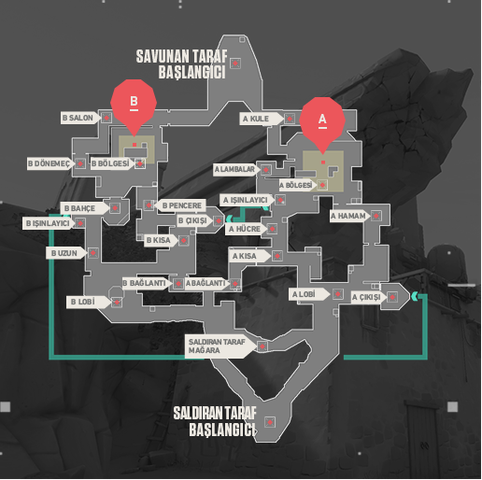 SAVUNAN TARAF
BAŞLANGICI
B
A
B SALON
A KULE
B DÖNEMEÇ
B BÖLGESİ
A LAMBALAR
A BÖLGESİ
B BAHÇE
B PENCERE
A IŞINLAYICI
B IŞINLAYICI
B ÇIKIŞI
A HAMAM
A HÜCRE
B KISA
B UZUN
A KISA
B BAĞLANTI
A BAĞLANTI
B LOBİ
A LOBİ
A ÇIKIŞI
SALDIRAN TARAF
MAĞARA
SALDIRAN TARAF
BAŞLANGICI